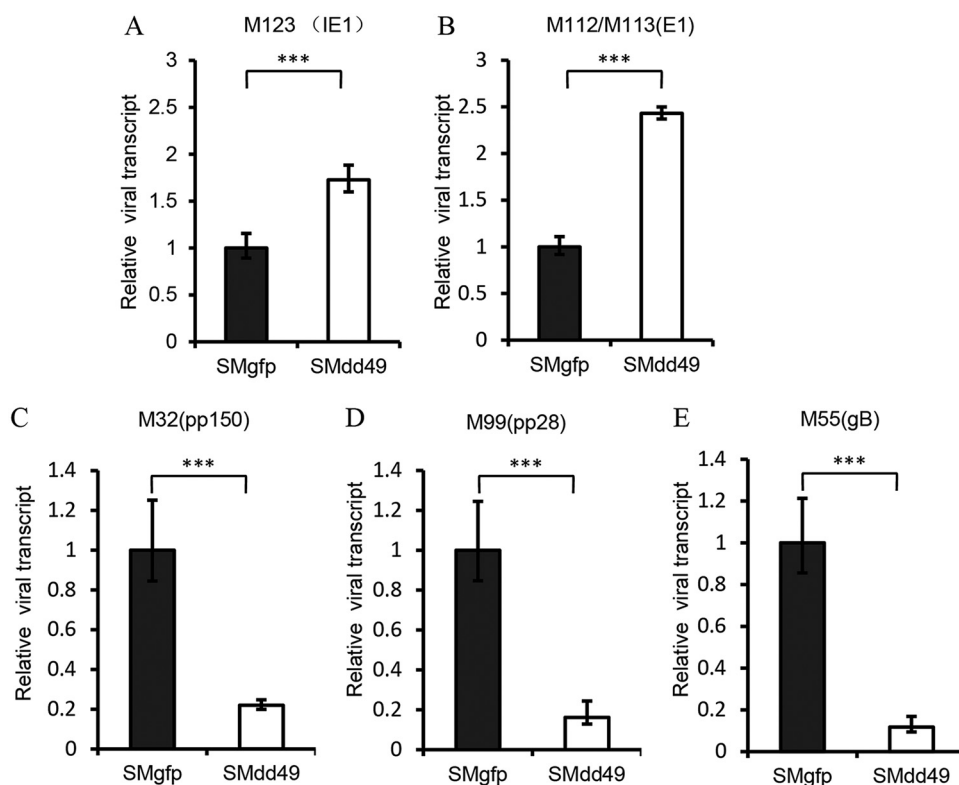 A
M123 （IE1）
Relative viral transcript
3
2.5
2
1.5
1
0.5
0
***
SMgfp
SMdd49
B
M112/M113(E1)
Relative viral transcript
3
2.5
2
1.5
1
0.5
0
***
SMgfp
SMdd49
C
M32(pp150)
Relative viral transcript
1.4
1.2
1
0.8
0.6
0.4
0.2
0
***
SMgfp
SMdd49
D
M99(pp28)
Relative viral transcript
1.4
1.2
1
0.8
0.6
0.4
0.2
0
***
SMgfp
SMdd49
E
M55(gB)
Relative viral transcript
1.4
1.2
1
0.8
0.6
0.4
0.2
0
***
SMgfp
SMdd49